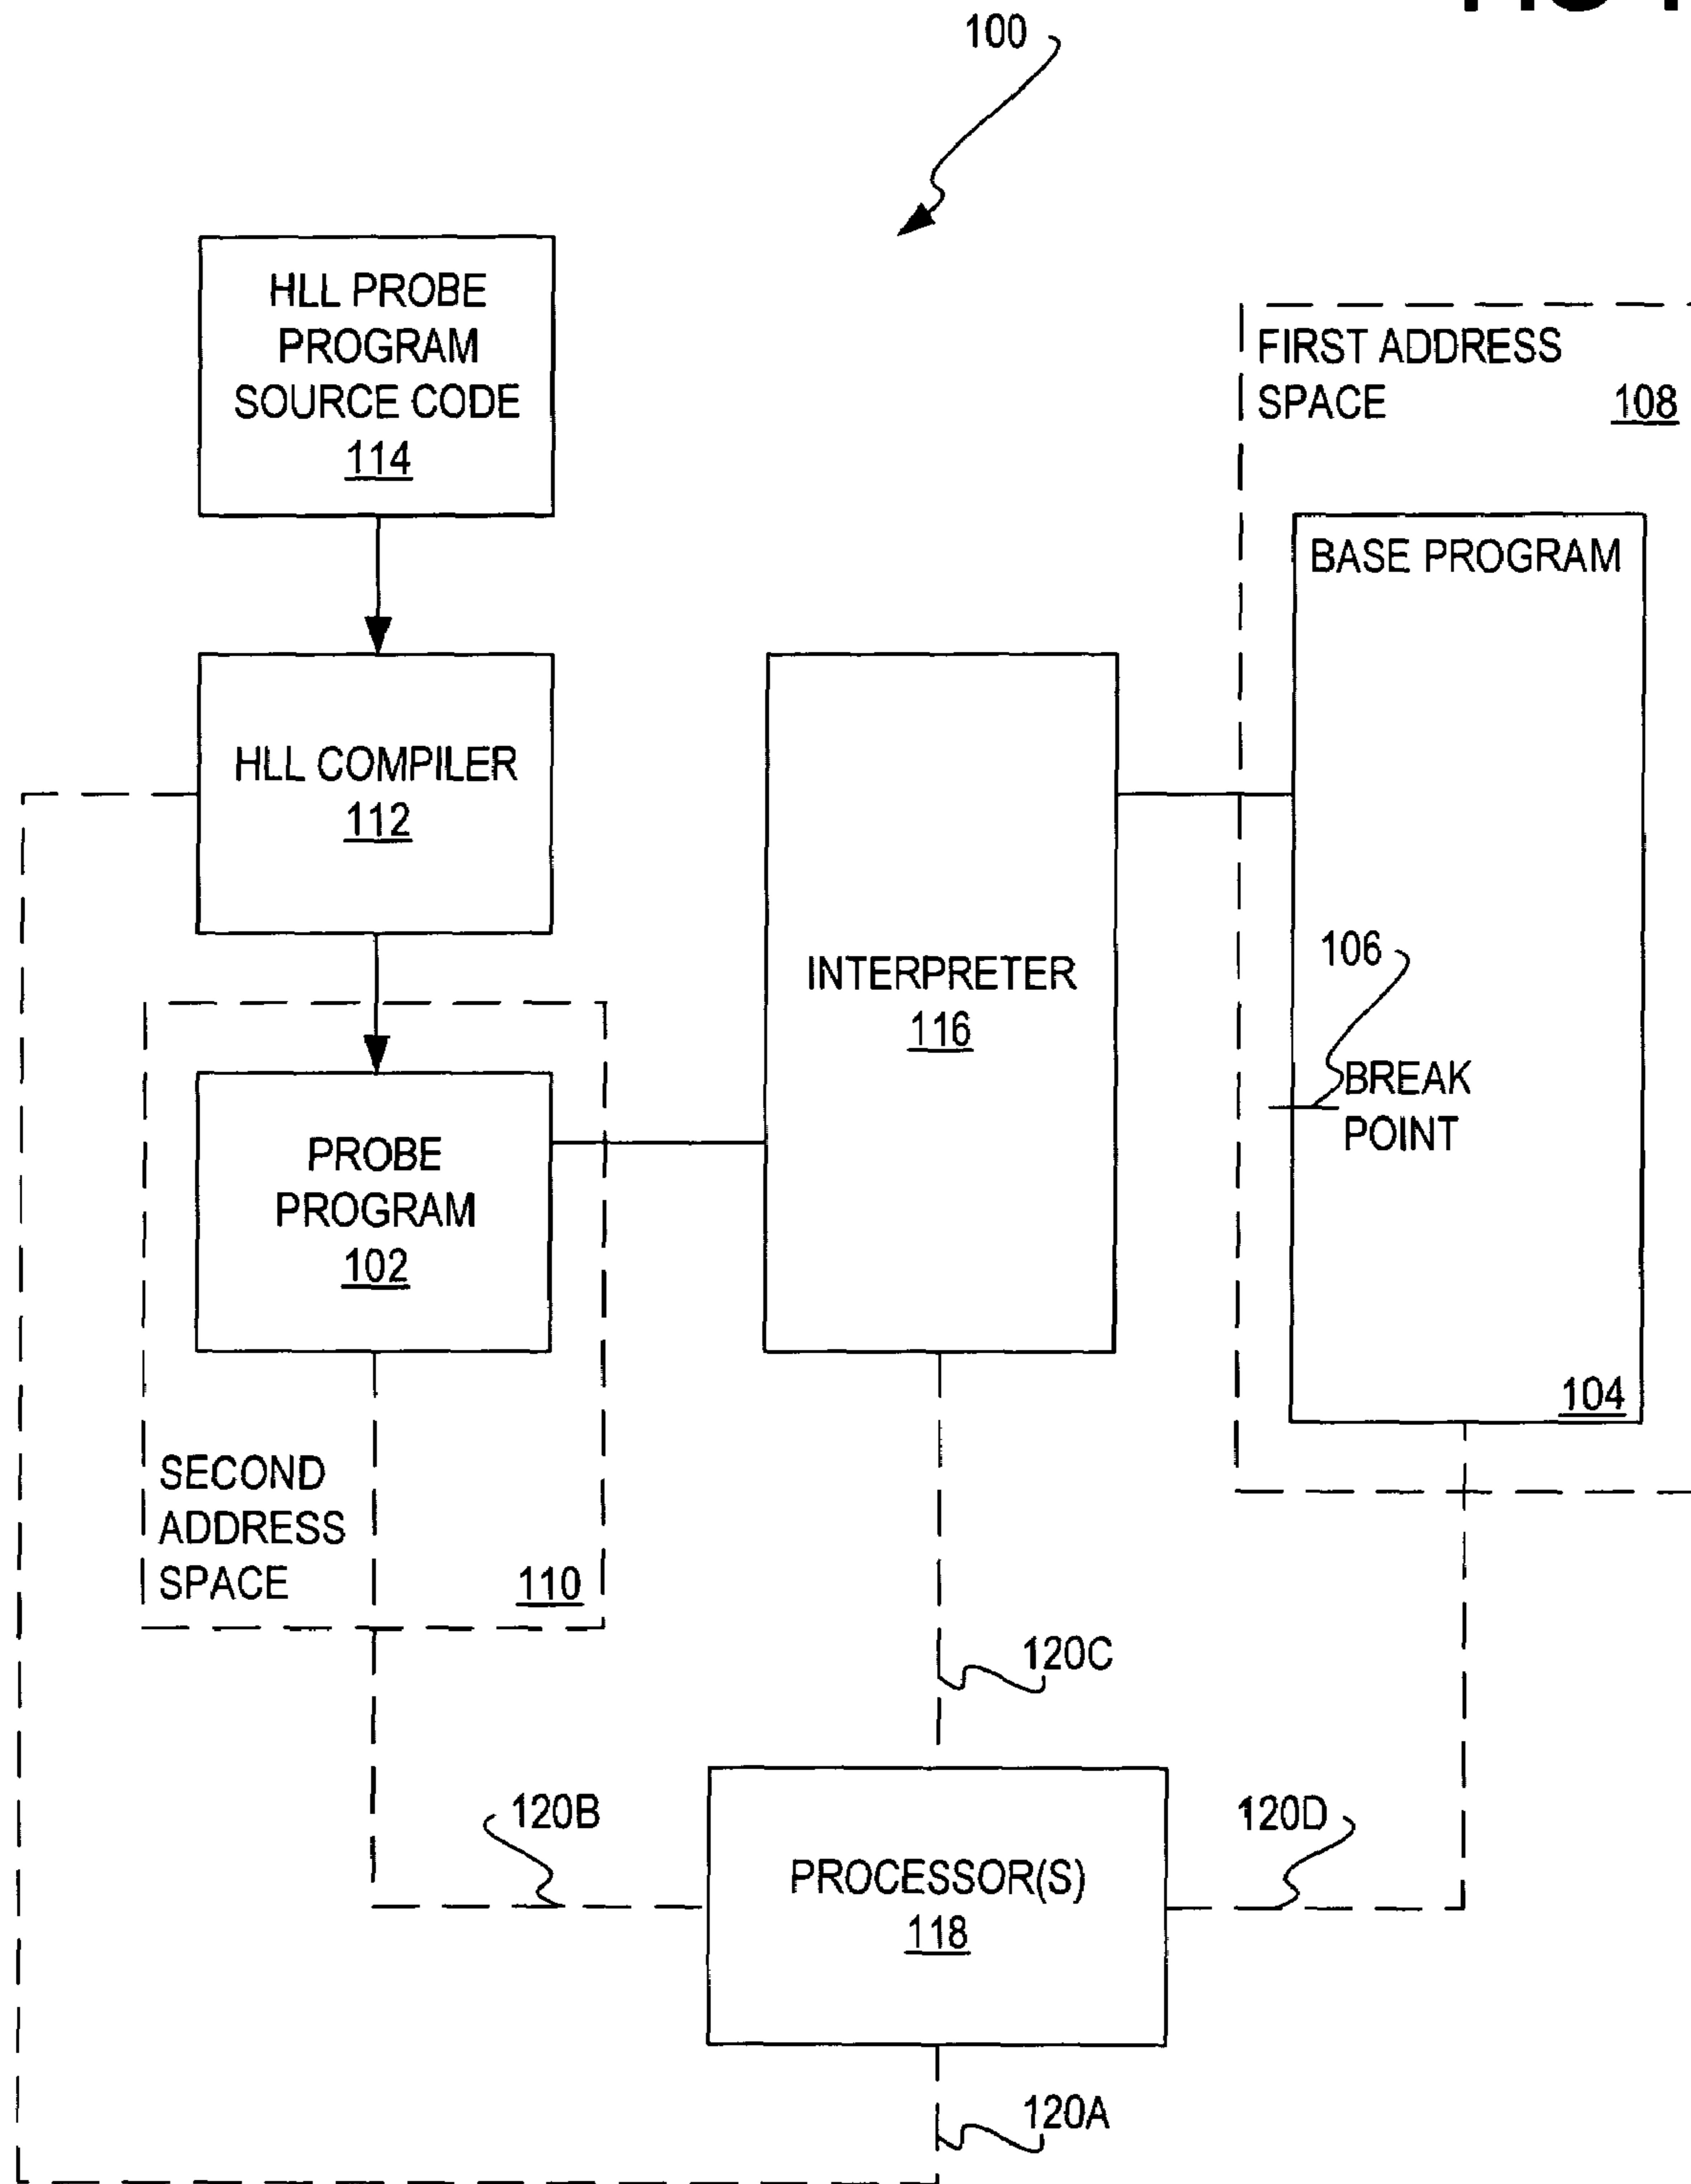 100
HLL PROBE
PROGRAM
SOURCE CODE
114
FIRST ADDRESS
SPACE
108
BASE PROGRAM
HLL COMPILER
112
INTERPRETER
116
106
BREAK
POINT
PROBE
PROGRAM
102
104
SECOND
ADDRESS
SPACE
110
120C
120B
120D
PROCESSOR(S)
118
120A